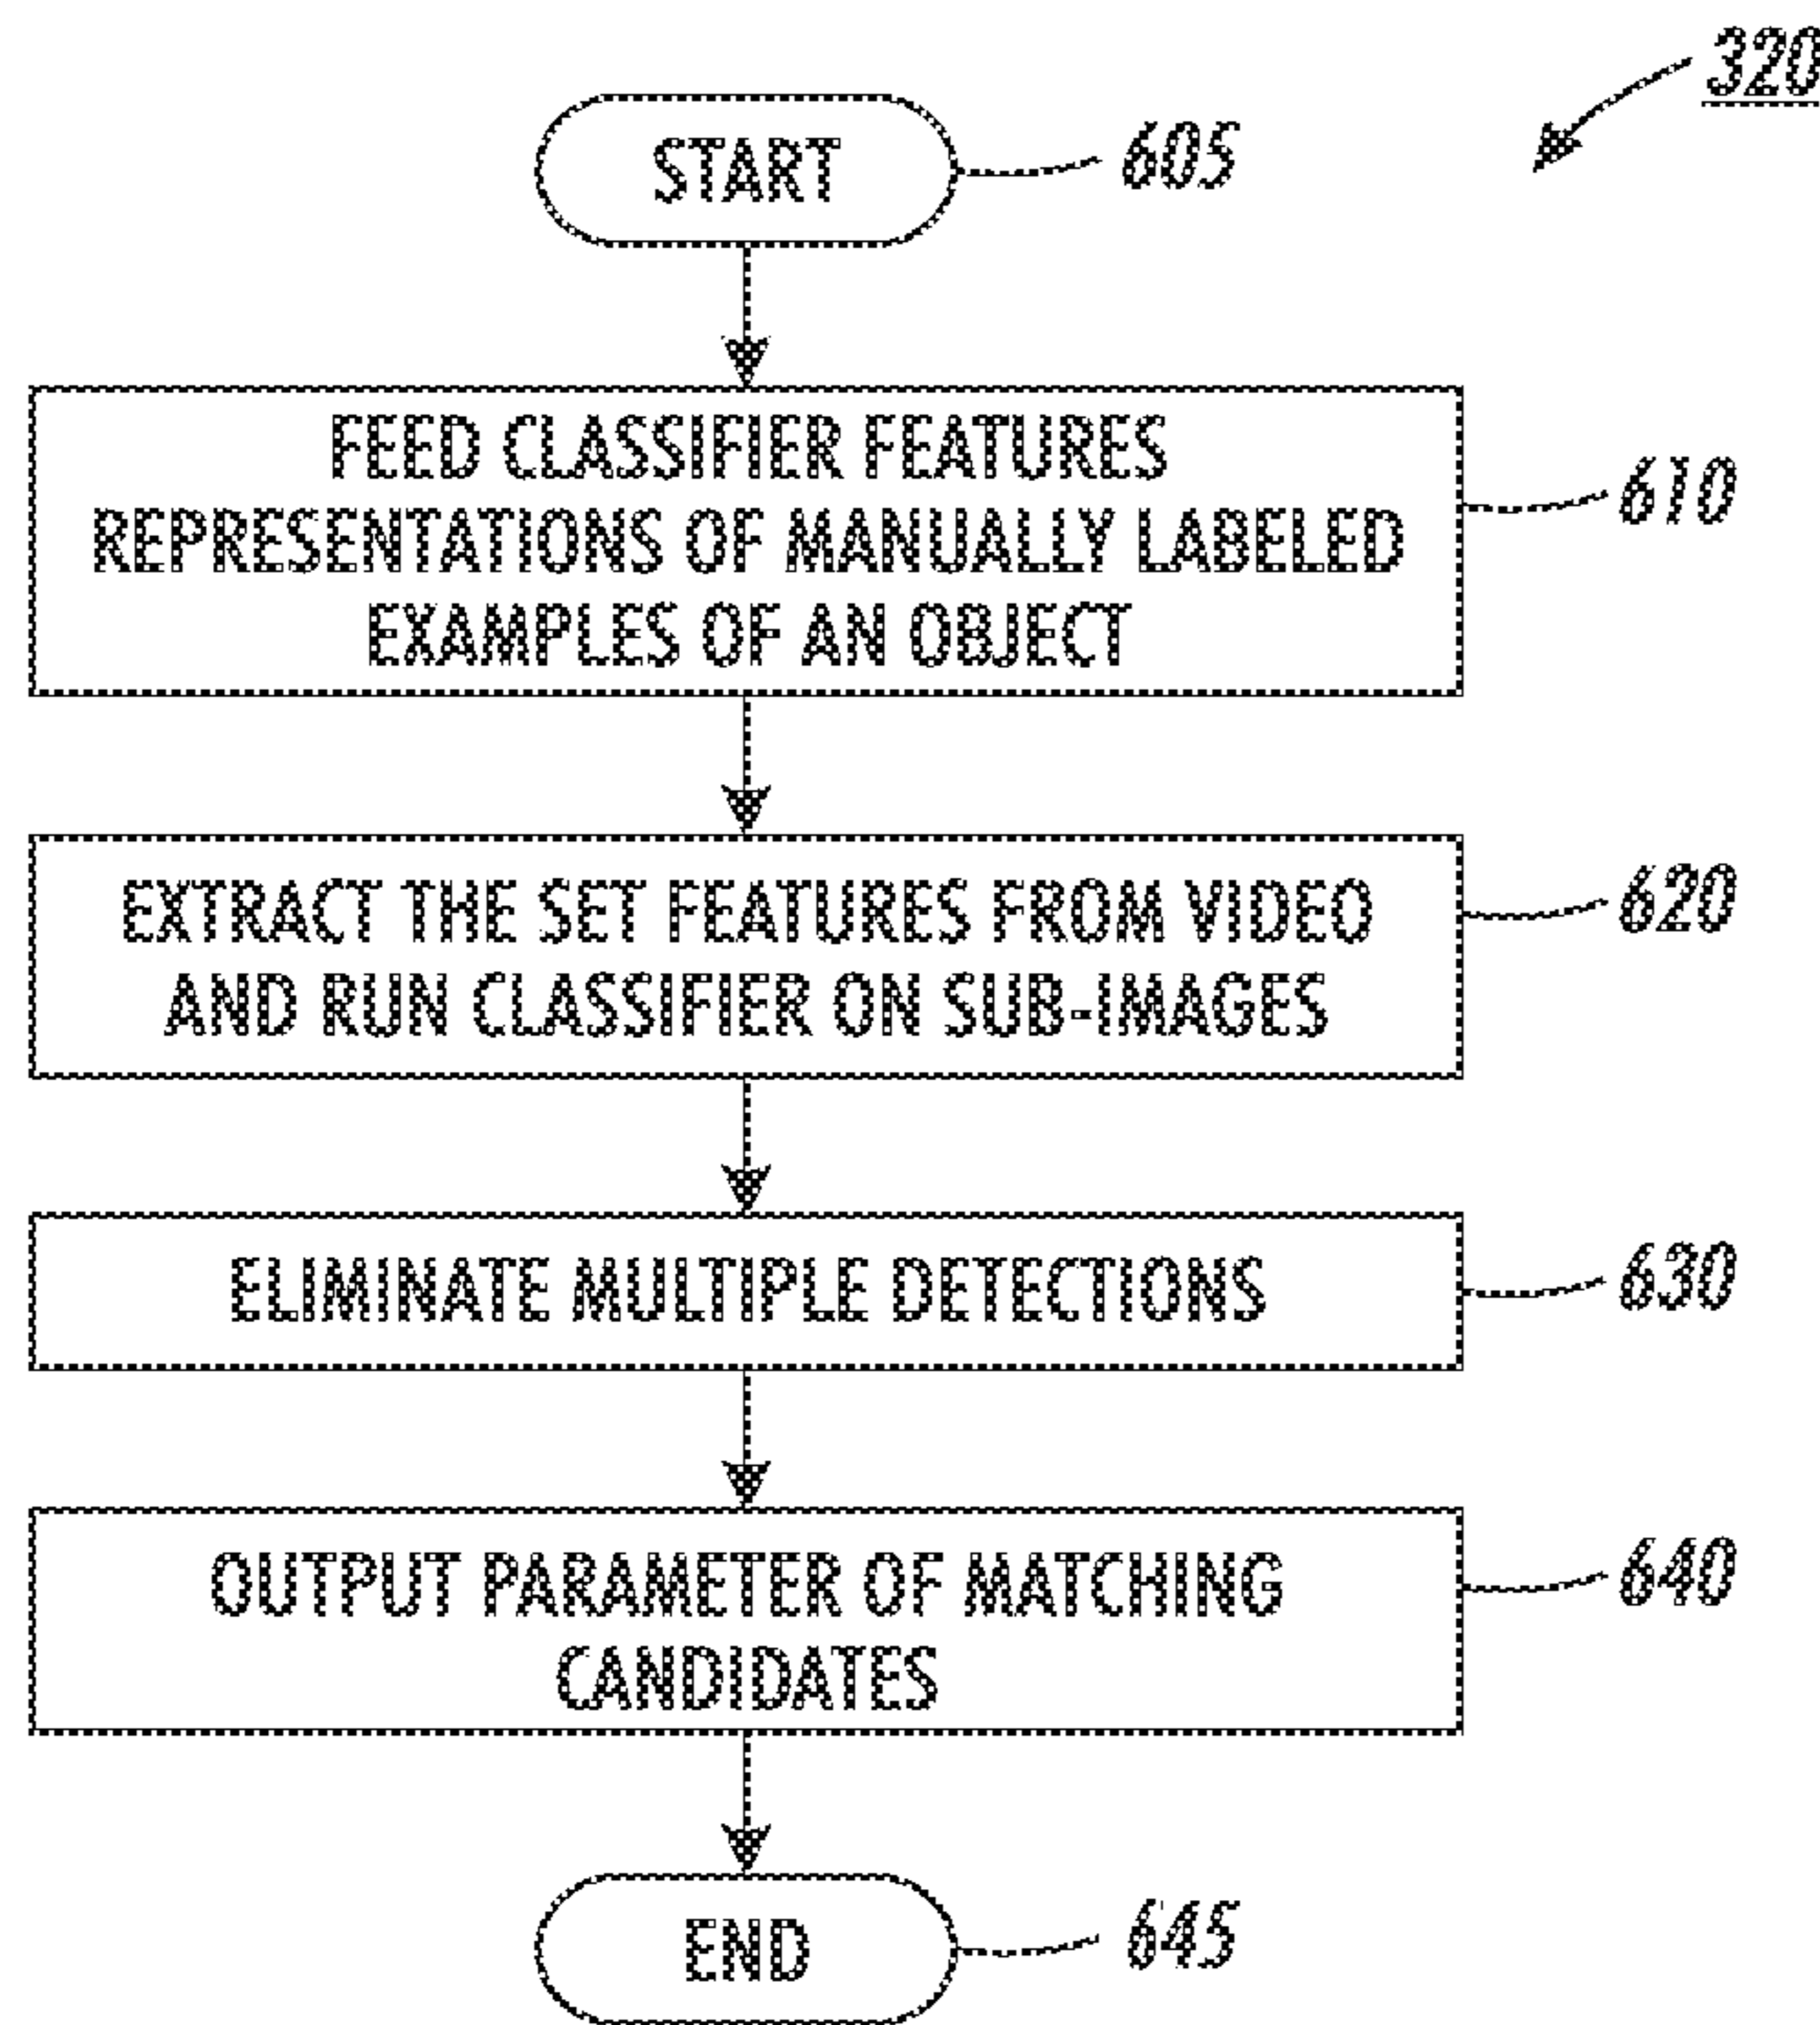 320
START
605
FEED CLASSIFIER FEATURES
REPRESENTATIONS OF MANUALLY LABELED
EXAMPLES OF AN OBJECT
610
EXTRACT THE SET FEATURES FROM VIDEO
AND RUN CLASSIFIER ON SUB-IMAGES
620
ELIMINATE MULTIPLE DETECTIONS
630
OUTPUT PARAMETER OF MATCHING
CANDIDATES
640
END
645